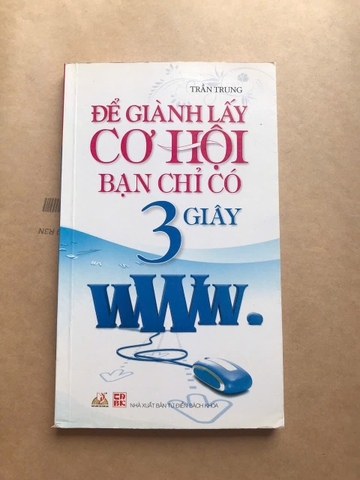 TRẦN TRUNG
ĐỂ GIÀNH LẤY
CƠ HỘI
BẠN CHỈ CÓ
3 GIÂY
WWW.
NHÀ XUẤT BẢN TỪ ĐIỂN BÁCH KHOA